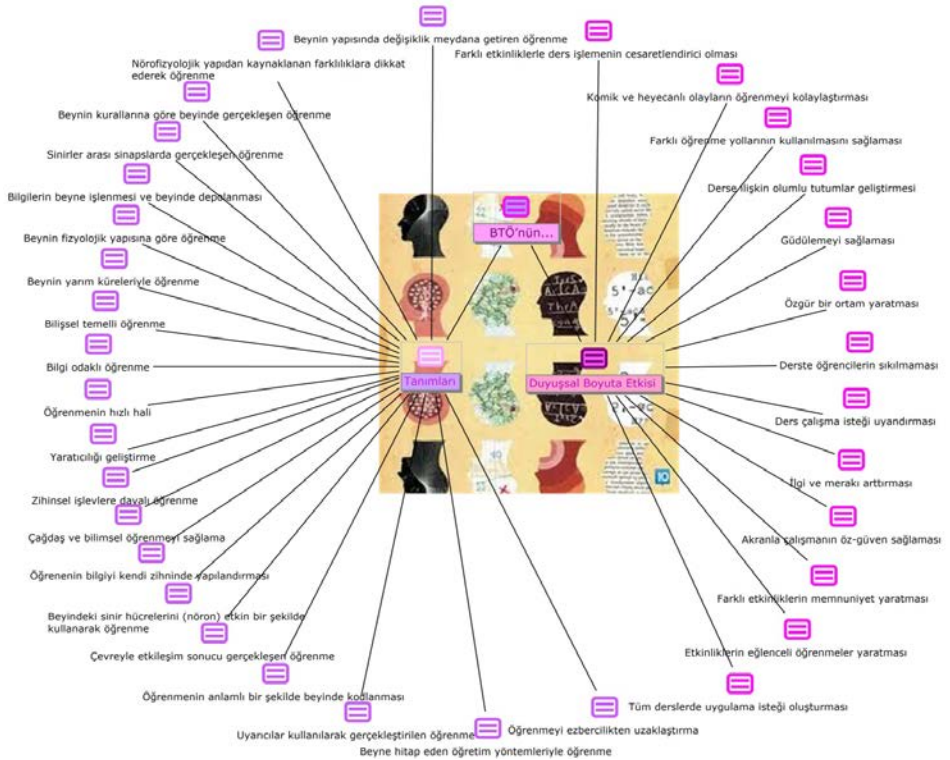 Beynin yapısında değişiklik meydana getiren öğrenme
Nörofizyolojik yapıdan kaynaklanan farklılıklara dikkat
ederek öğrenme
Beynin kurallarına göre beyinde gerçekleşen öğrenme
Sinirler arası sinapslarda gerçekleşen öğrenme
Bilgilerin beyne işlenmesi ve beyinde depolanması
Beynin fizyolojik yapısına göre öğrenme
Beynin yarım küreleriyle öğrenme
Bilişsel temelli öğrenme
Bilgi odaklı öğrenme
Öğrenmenin hızlı hali
Yaratıcılığı geliştirme
Zihinsel işlevlere dayalı öğrenme
Çağdaş ve bilimsel öğrenmeyi sağlama
Öğrenenin bilgiyi kendi zihninde yapılandırması
Beyindeki sinir hücrelerini (nöron) etkin bir şekilde
kullanarak öğrenme
Çevreyle etkileşim sonucu gerçekleşen öğrenme
Öğrenmenin anlamlı bir şekilde beyinde kodlanması
Uyarıcılar kullanılarak gerçekleştirilen öğrenme
Beyne hitap eden öğretim yöntemleriyle öğrenme
Öğrenmeyi ezbercilikten uzaklaştırma
BTÖ'nün...
Tanımları
Duyuşsal Boyuta Etkisi
Farklı etkinliklerle ders işlemenin cesaretlendirici olması
Komik ve heyecanlı olayların öğrenmeyi kolaylaştırması
Farklı öğrenme yollarının kullanılmasını sağlaması
Derse ilişkin olumlu tutumlar geliştirmesi
Güdülemeyi sağlaması
Özgür bir ortam yaratması
Derste öğrencilerin sıkılmaması
Ders çalışma isteği uyandırması
İlgi ve merakı arttırması
Akranla çalışmanın öz-güven sağlaması
Farklı etkinliklerin memnuniyet yaratması
Etkinliklerin eğlenceli öğrenmeler yaratması
Tüm derslerde uygulama isteği oluşturması